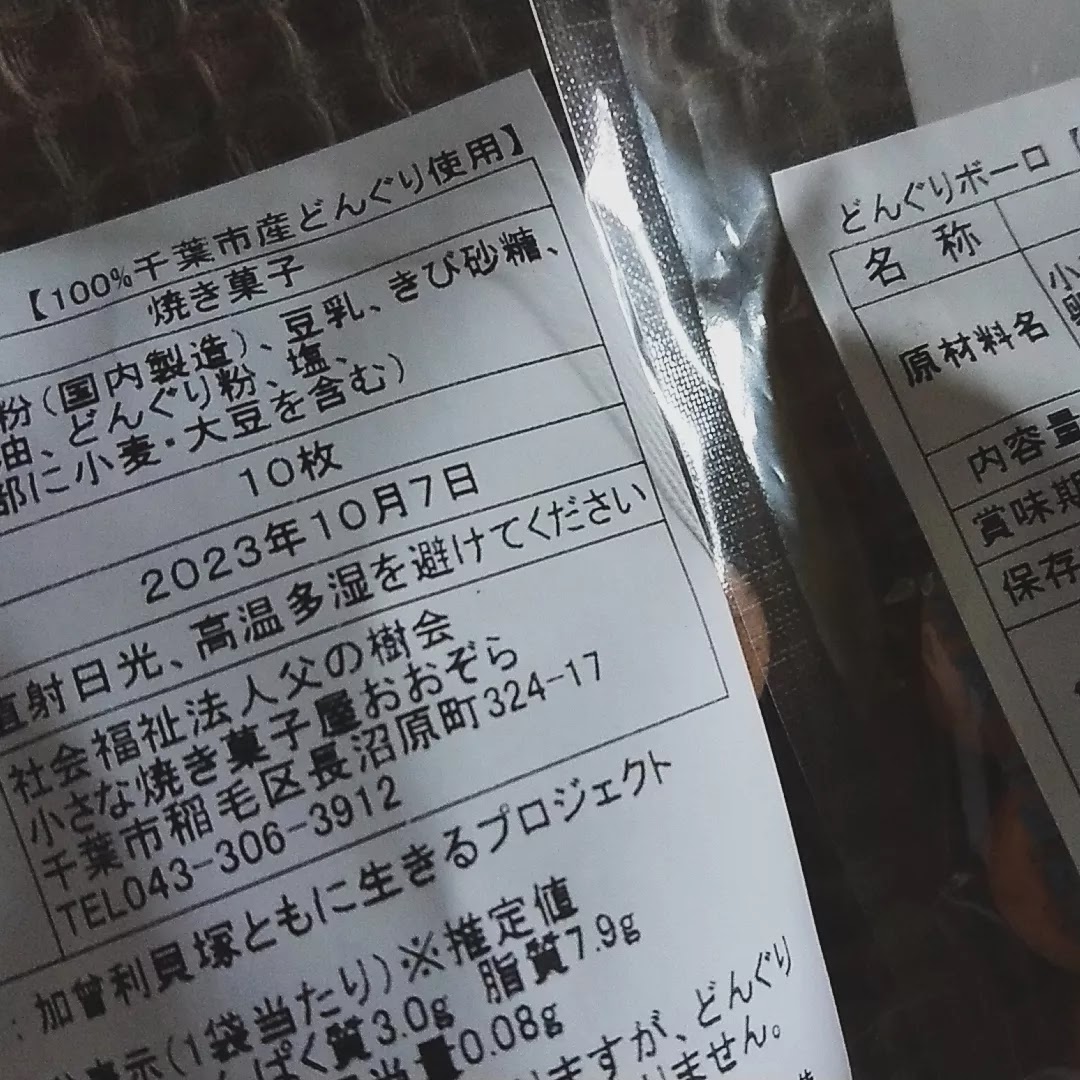 【100%千葉市産どんぐり使用】
焼き菓子
粉(国内製造)、豆乳、きび砂糖、
油、どんぐり粉、塩、
部に小麦・大豆を含む)
10枚
2023年10月7日
直射日光、高温多湿を避けてください
社会福祉法人父の樹会
小さな焼き菓子屋おおぞら
千葉市稲毛区長沼原町324-17
TEL043-306-3912
:加曽利貝塚ともに生きるプロジェクト
表示(1袋当たり)※推定値
ぱく質3.0g 脂質7.9g
当量0.08g
ますが、どんぐり
ません。
どんぐりボーロ【
名 称
原材料名
小
内容量
賞味期
保存